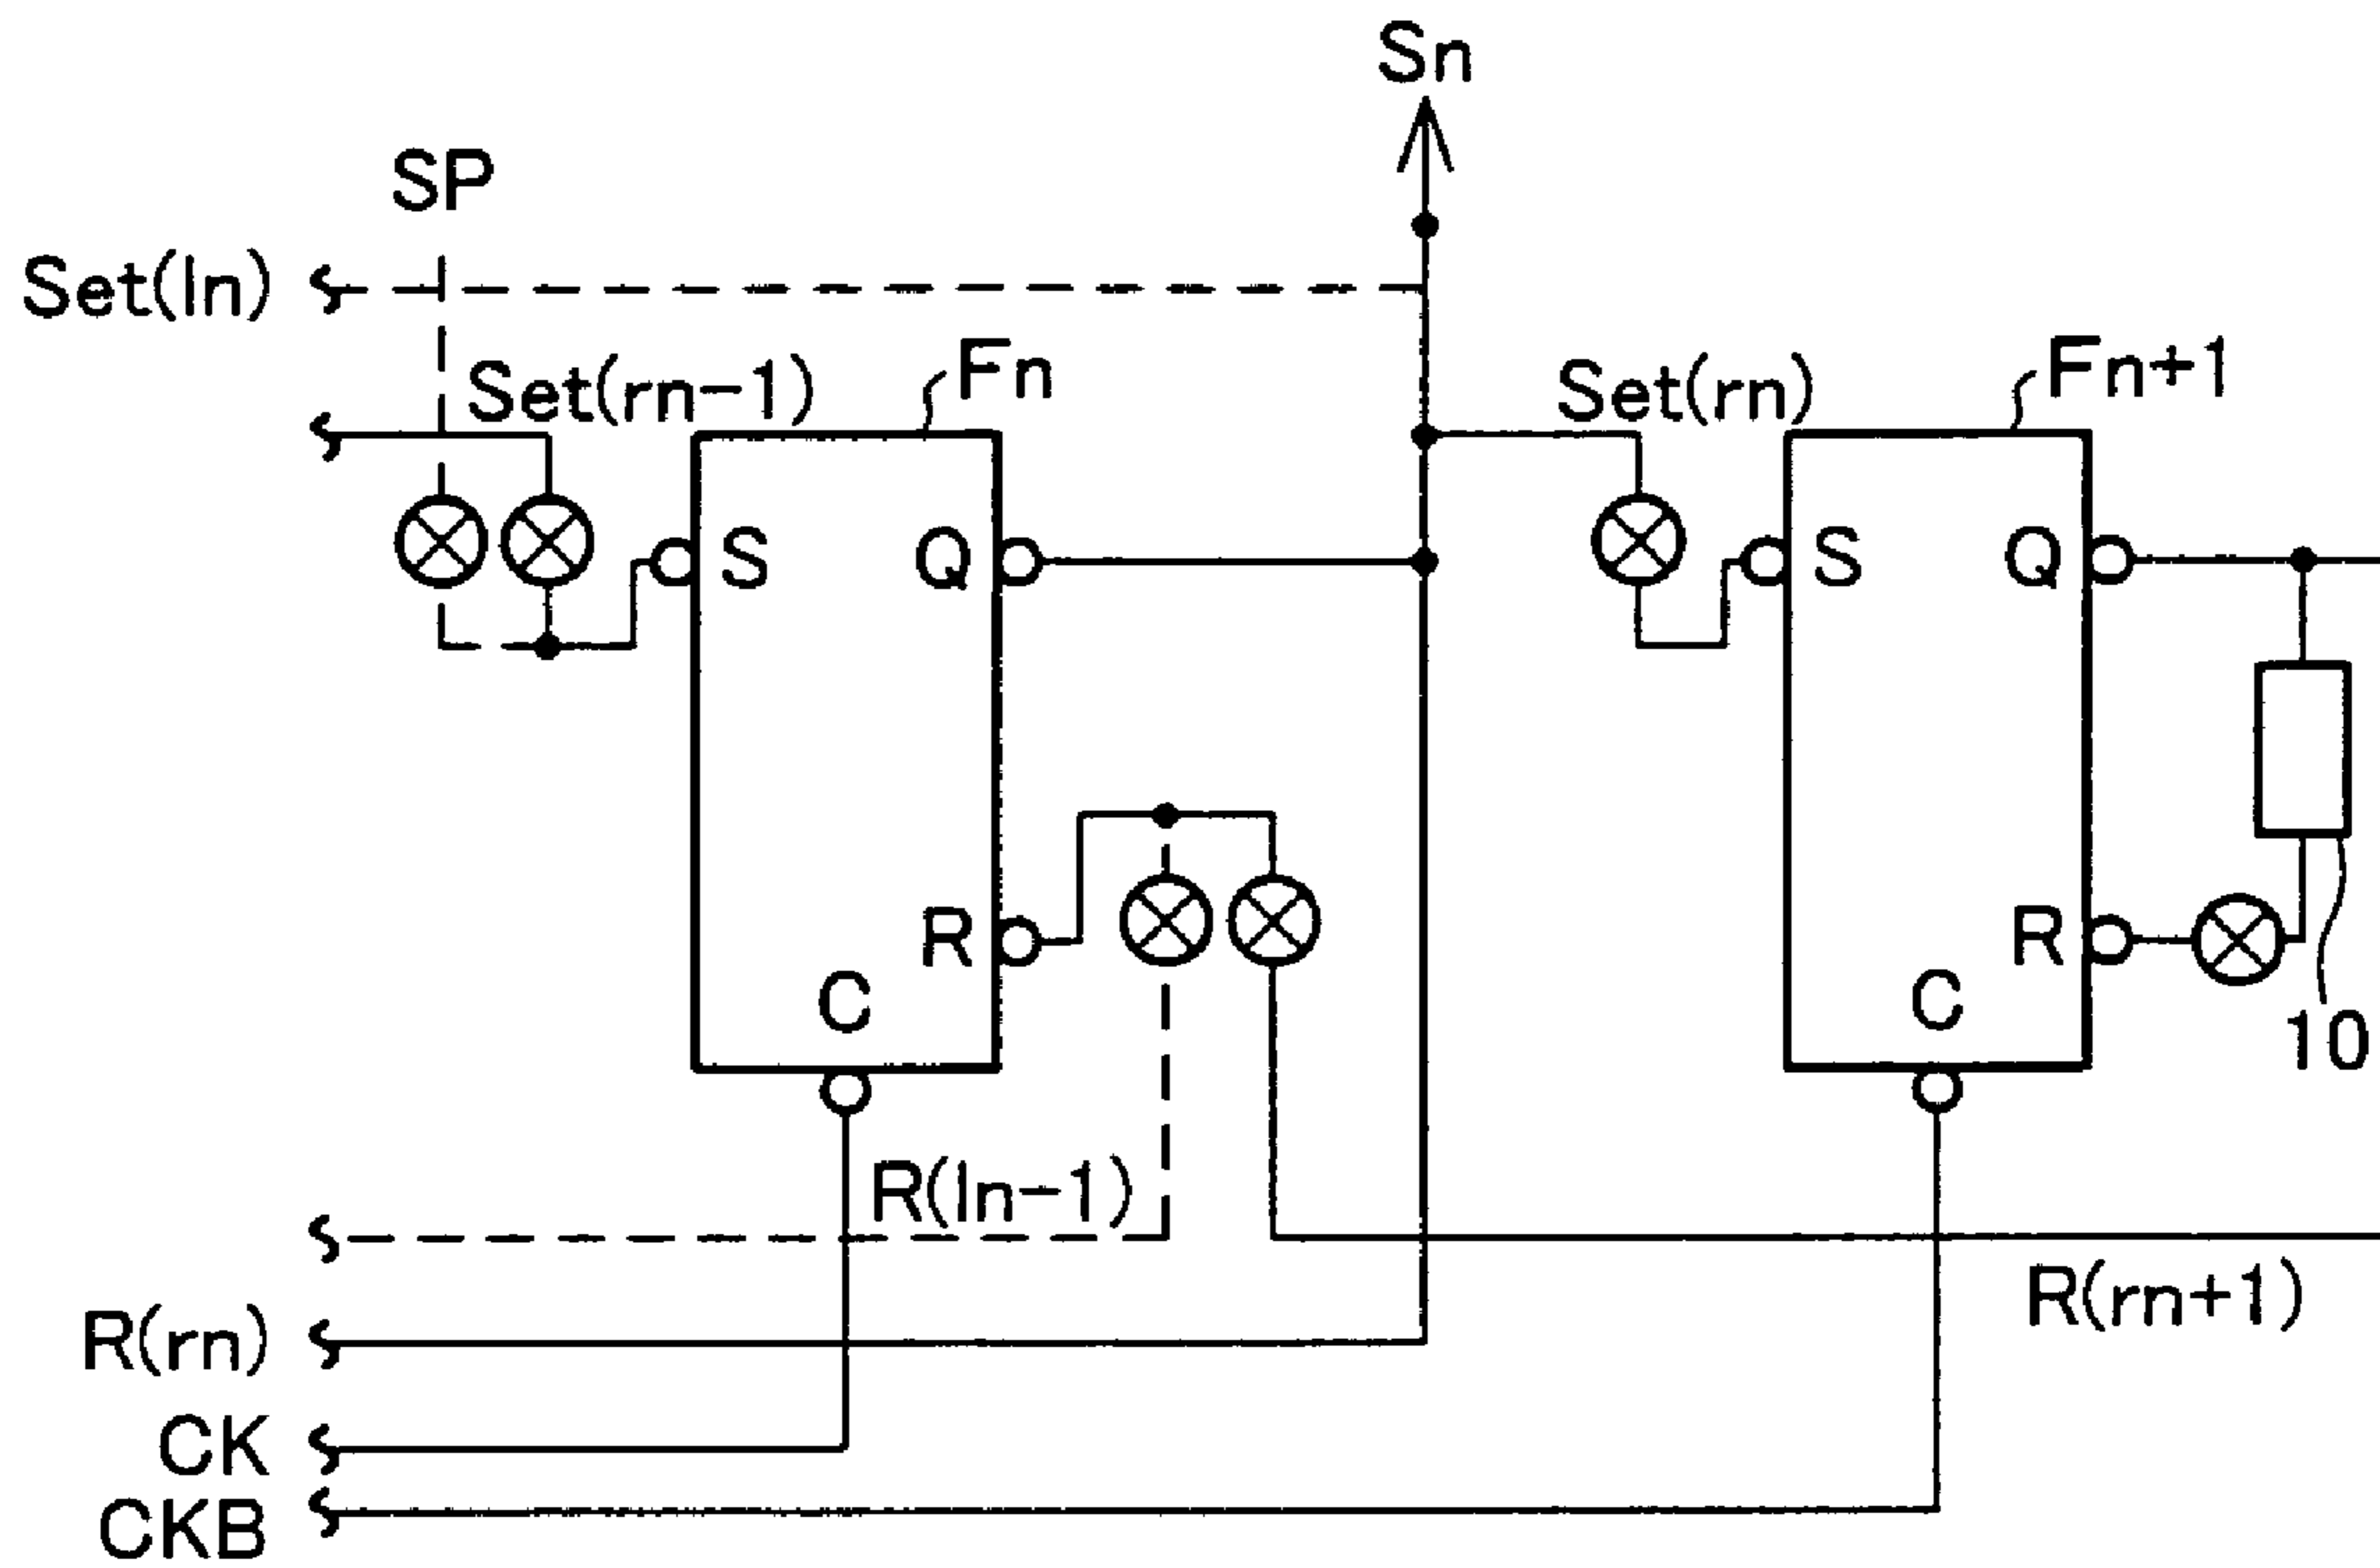 Sn
SP
Set(ln)
Set(rn-1)
Fn
Set(rn)
Fn+1
S
Q
S
Q
R
C
R
C
10
R(ln-1)
R(rn+1)
R(rn)
CK
CKB